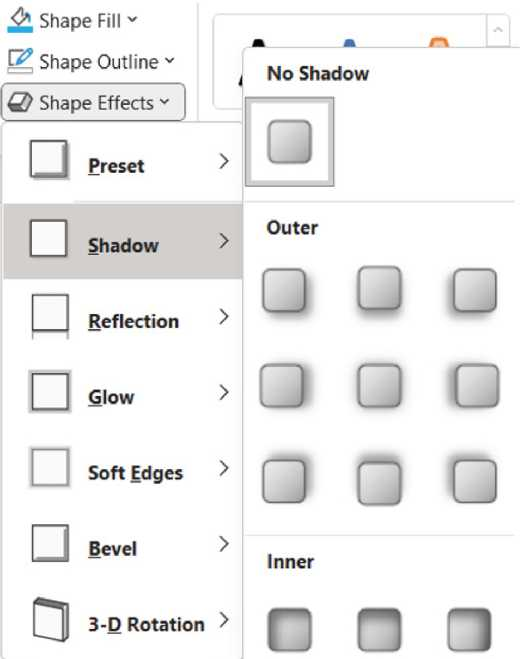 Shape Fill
Shape Outline
Shape Effects
Preset
Shadow
Reflection
Glow
Soft Edges
Bevel
3-D Rotation
No Shadow
Outer
Inner